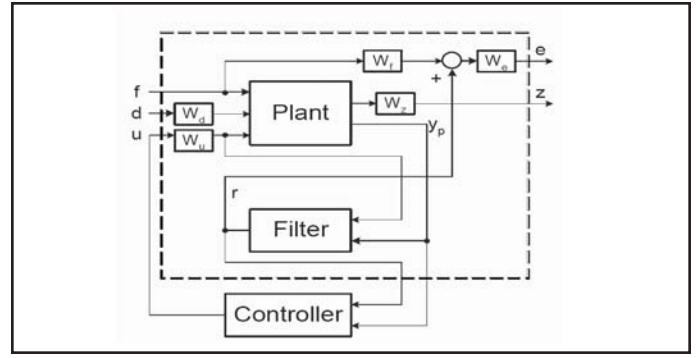 e
W_f
W_e
+
f
z
d
W_d
Plant
W_z
u
W_u
y_p
r
Filter
Controller